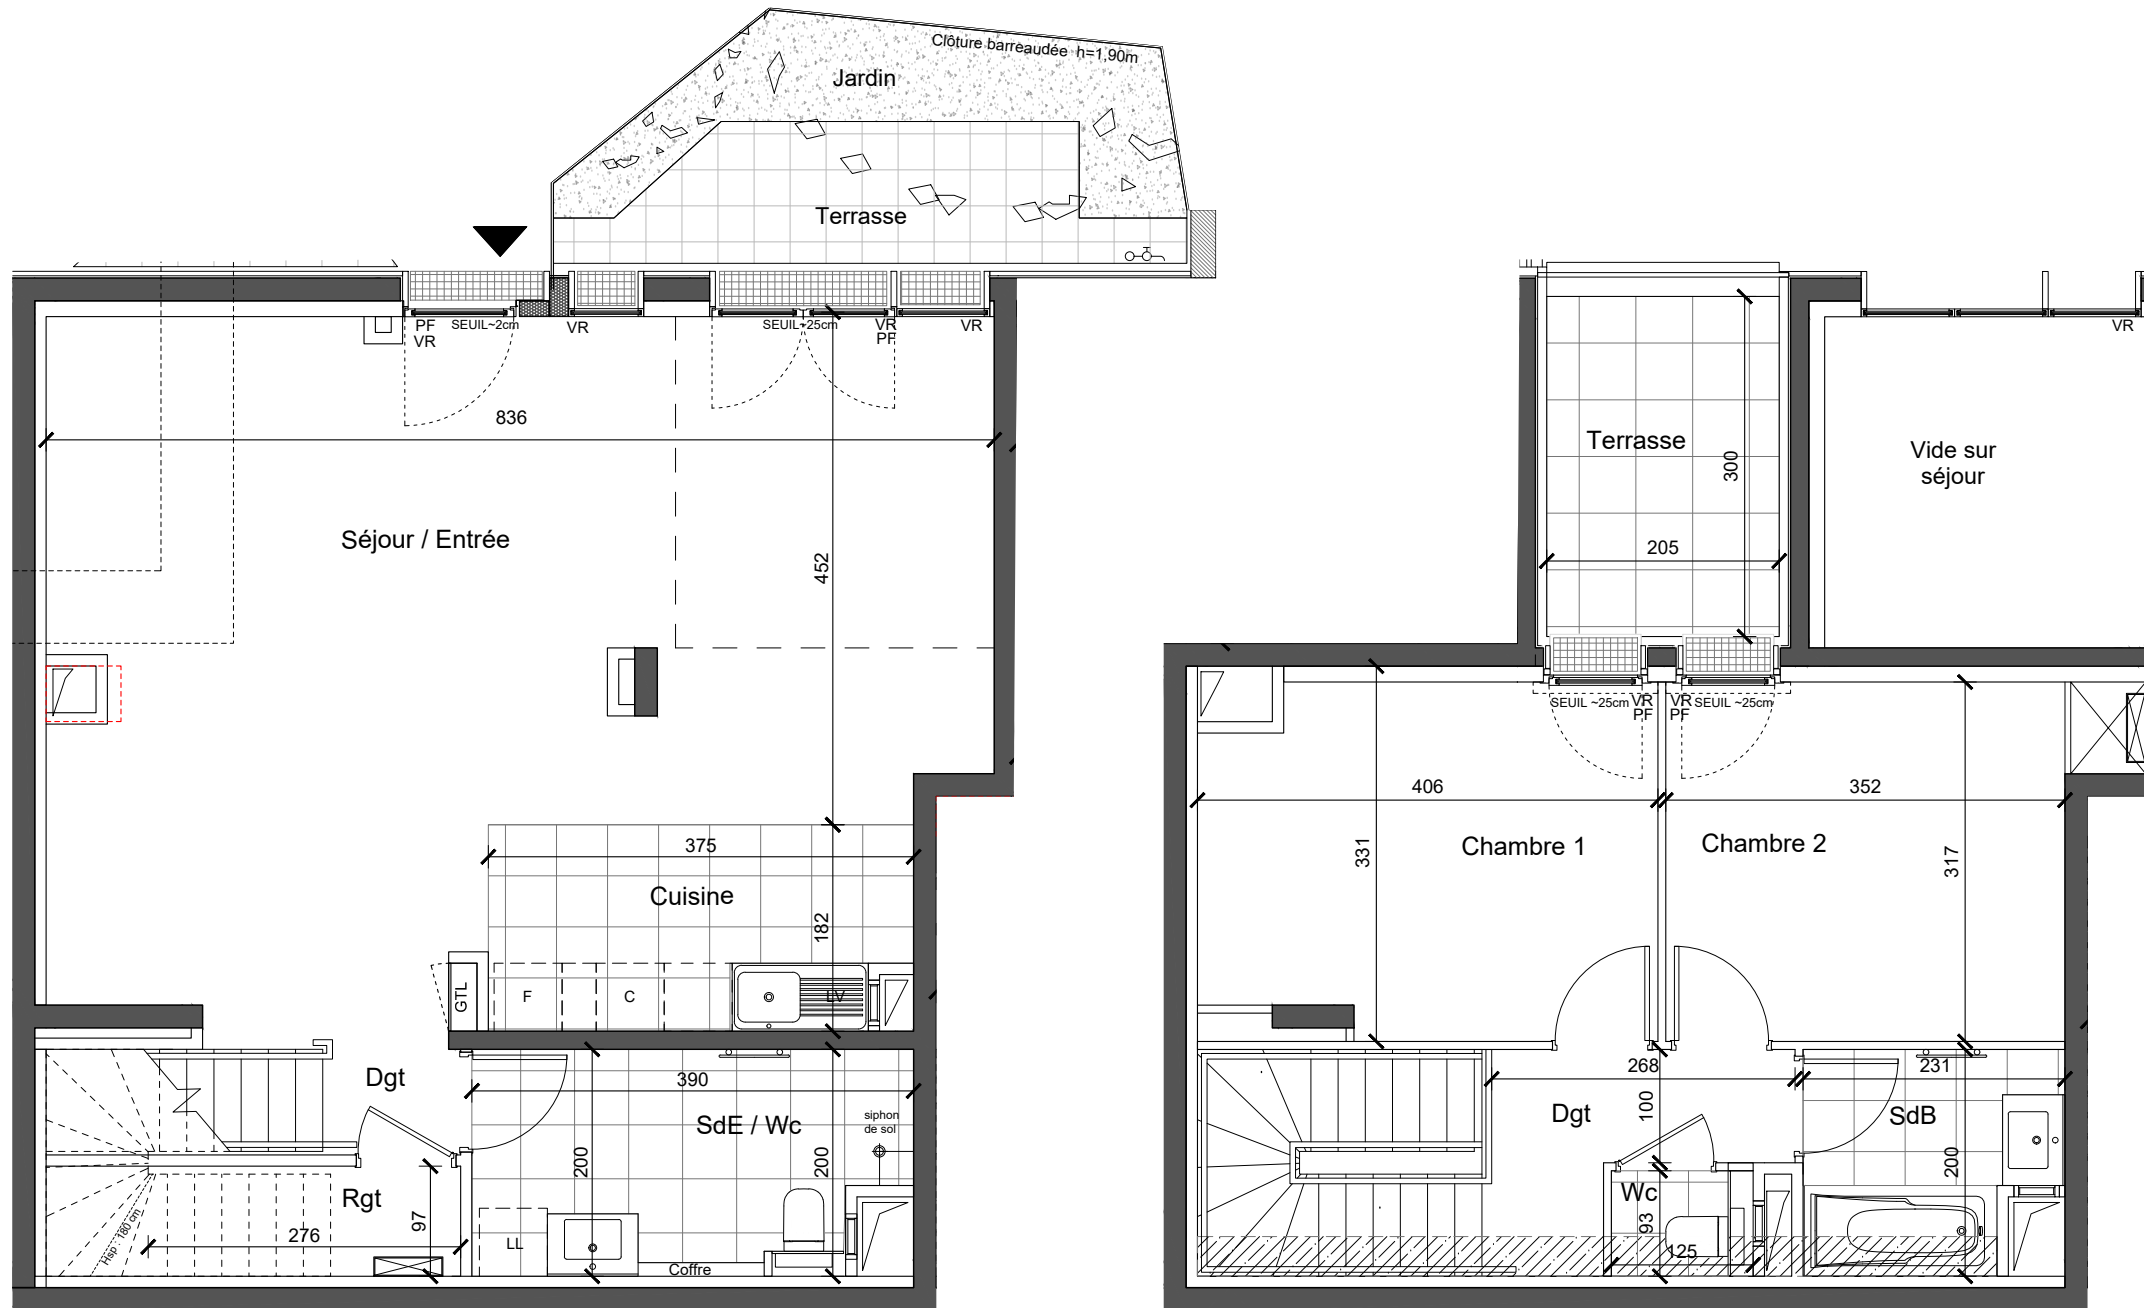 Clôture barreaudée h=1,90m
Jardin
Terrasse
PF
VR
SEUIL~2cm
VR
SEUIL~25cm
VR
PF
VR
836
Séjour / Entrée
452
375
Cuisine
182
GTL
F
C
LV
Dgt
390
SdE / Wc
siphon
de sol
200
200
Rgt
97
276
Hsp : 180 cm
LL
Coffre
VR
Terrasse
300
205
Vide sur
séjour
SEUIL ~25cm
VR
PF
VR
PF
SEUIL ~25cm
406
352
331
Chambre 1
Chambre 2
317
268
231
Dgt
100
SdB
200
Wc
93
125